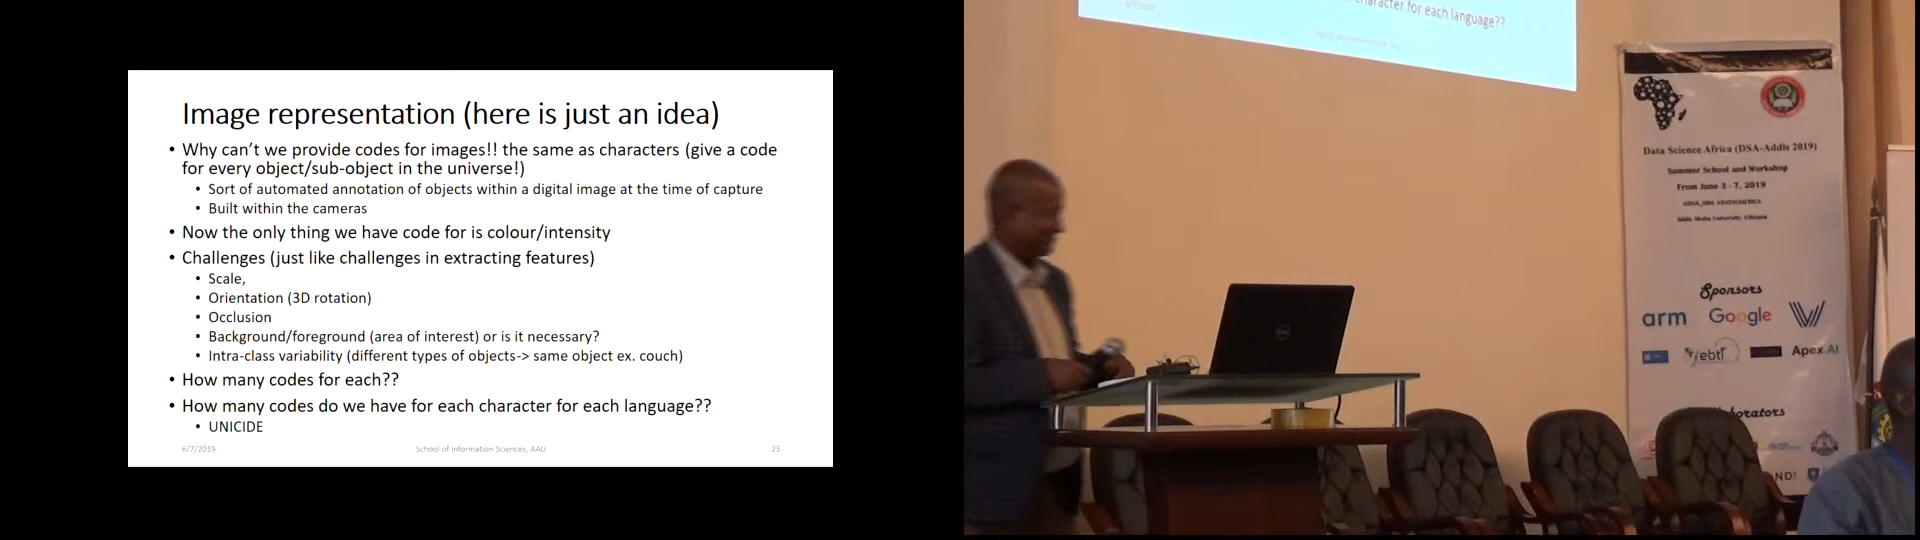 Image representation (here is just an idea)
• Why can't we provide codes for images!! the same as characters (give a code
for every object/sub-object in the universe!)
• Sort of automated annotation of objects within a digital image at the time of capture
• Built within the cameras
• Now the only thing we have code for is colour/intensity
• Challenges (just like challenges in extracting features)
• Scale,
• Orientation (3D rotation)
• Occlusion
• Background/foreground (area of interest) or is it necessary?
• Intra-class variability (different types of objects-> same object ex. couch)
• How many codes for each??
• How many codes do we have for each character for each language??
• UNICIDE
6/7/2019
School of Information Sciences, AAU
23
character for each language??
Data Science Africa (DSA-Addis 2019)
Summer School and Workshop
From June 3 - 7, 2019
Addis Ababa University, Ethiopia
Sponsors
arm
Google
ebtf
Apex.AI